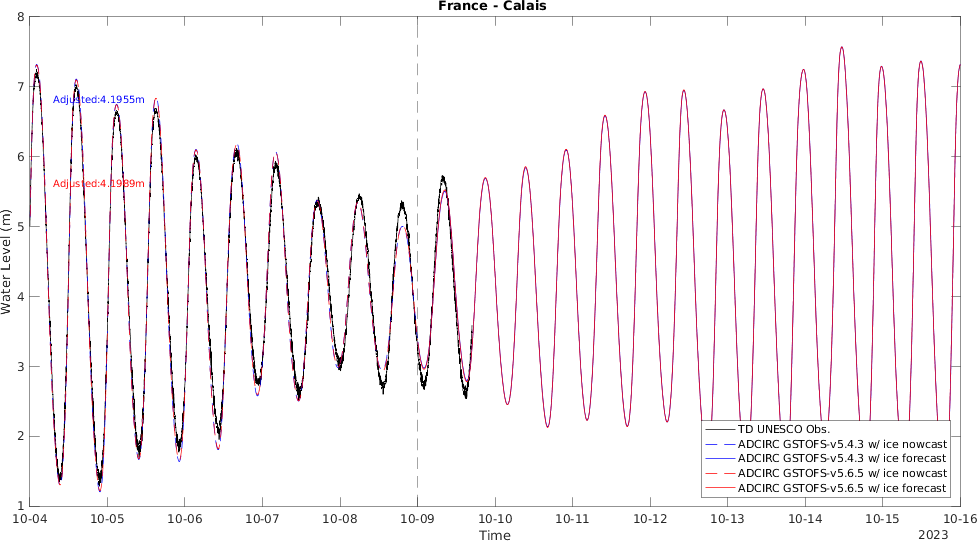 France - Calais
8
7
6
5
4
3
2
1
Water Level (m)
Adjusted:4.1955m
Adjusted:4.1989m
TD UNESCO Obs.
ADCIRC GSTOFS-v5.4.3 w/ ice nowcast
ADCIRC GSTOFS-v5.4.3 w/ ice forecast
ADCIRC GSTOFS-v5.6.5 w/ ice nowcast
ADCIRC GSTOFS-v5.6.5 w/ ice forecast
10-04 10-05 10-06 10-07 10-08 10-09 10-10 10-11 10-12 10-13 10-14 10-15 10-16
Time
2023